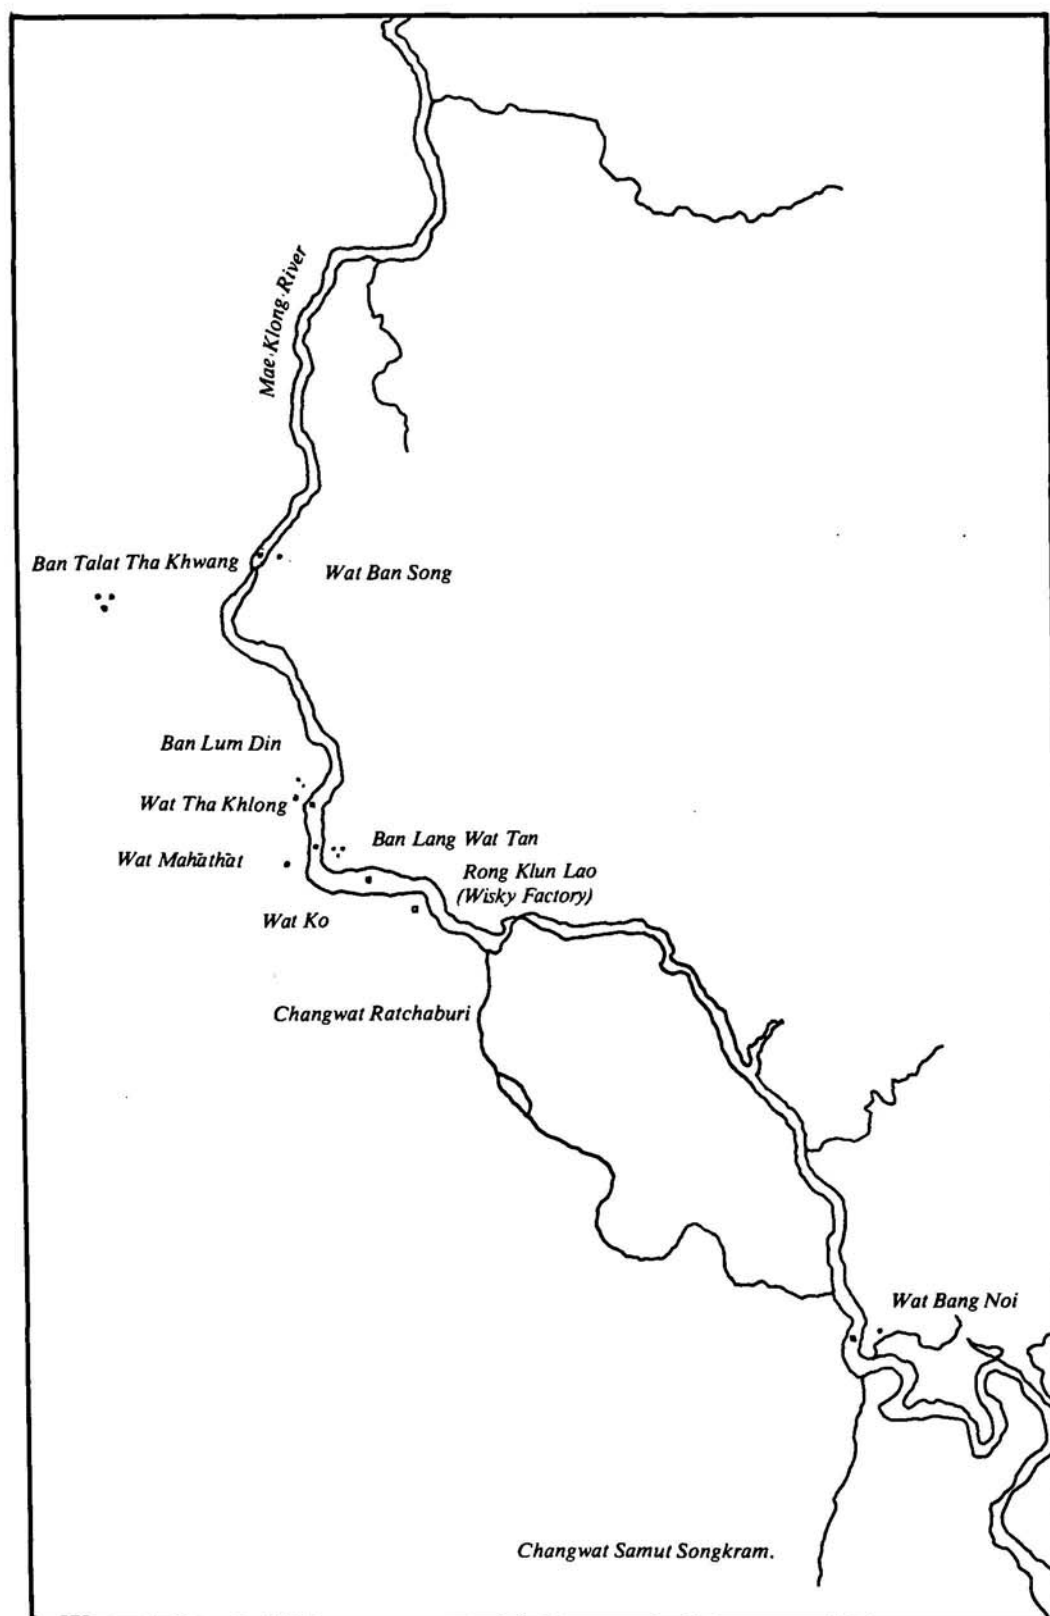 Mae Klong River
Ban Talat Tha Khwang
Wat Ban Song
Ban Lum Din
Wat Tha Khlong
Ban Lang Wat Tan
Wat Mahāthāt
Rong Klun Lao
(Wisky Factory)
Wat Ko
Changwat Ratchaburi
Wat Bang Noi
Changwat Samut Songkram.